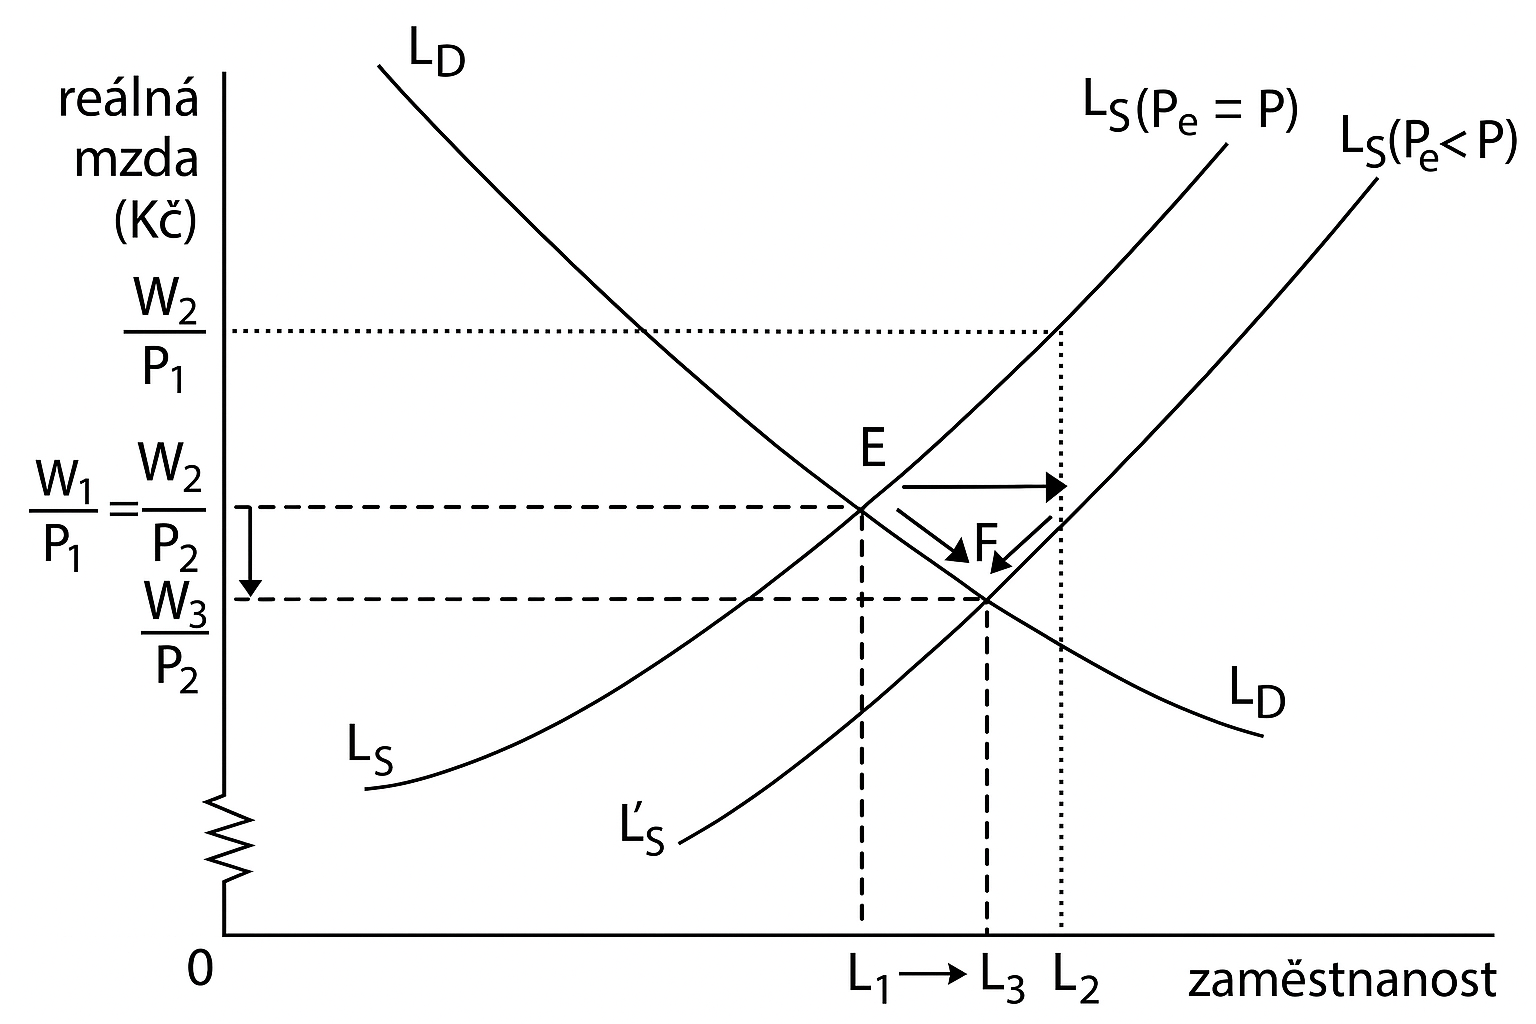 L_D
reálná
mzda
(Kč)
L_S(P_e = P)
L_S(P_e < P)
W_2
P_1
W_1 = W_2
P_1 P_2
E
F
W_3
P_2
L_D
L_S
L'_S
0
L_1 → L_3 L_2 zaměstnanost